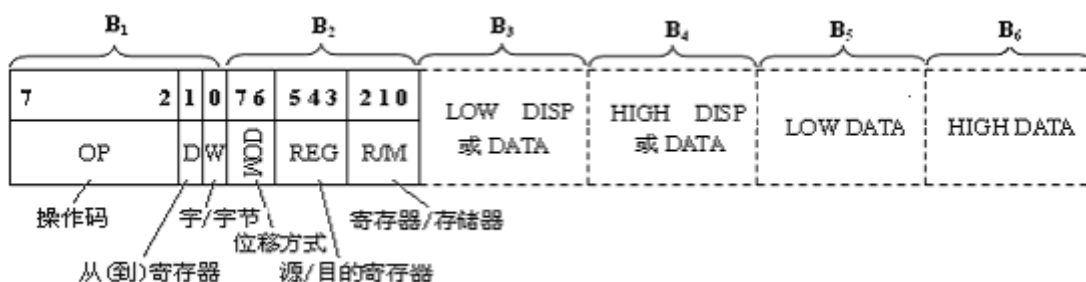 B₁ B₂ B₃ B₄ B₅ B₆
7 2 1 0 7 6 5 4 3 2 1 0
LOW DISP 或 DATA
HIGH DISP 或 DATA
LOW DATA
HIGH DATA
OP D W MOD REG R/M
操作码 字/字节 位移方式 寄存器/存储器
从(到)寄存器 源/目的寄存器